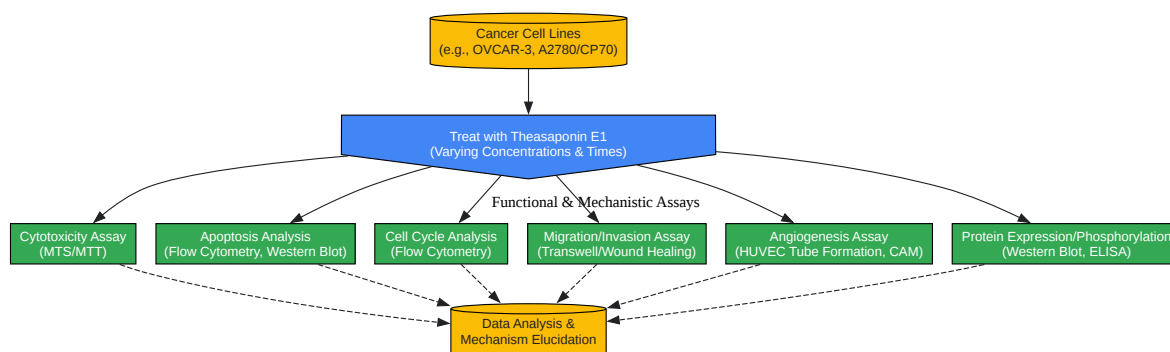 Cancer Cell Lines
(e.g., OVCAR-3, A2780/CP70)
Treat with Theasaponin E1
(Varying Concentrations & Times)
Functional & Mechanistic Assays
Cytotoxicity Assay
(MTS/MTT)
Apoptosis Analysis
(Flow Cytometry, Western Blot)
Cell Cycle Analysis
(Flow Cytometry)
Migration/Invasion Assay
(Transwell/Wound Healing)
Angiogenesis Assay
(HUVEC Tube Formation, CAM)
Protein Expression/Phosphorylation
(Western Blot, ELISA)
Data Analysis &
Mechanism Elucidation